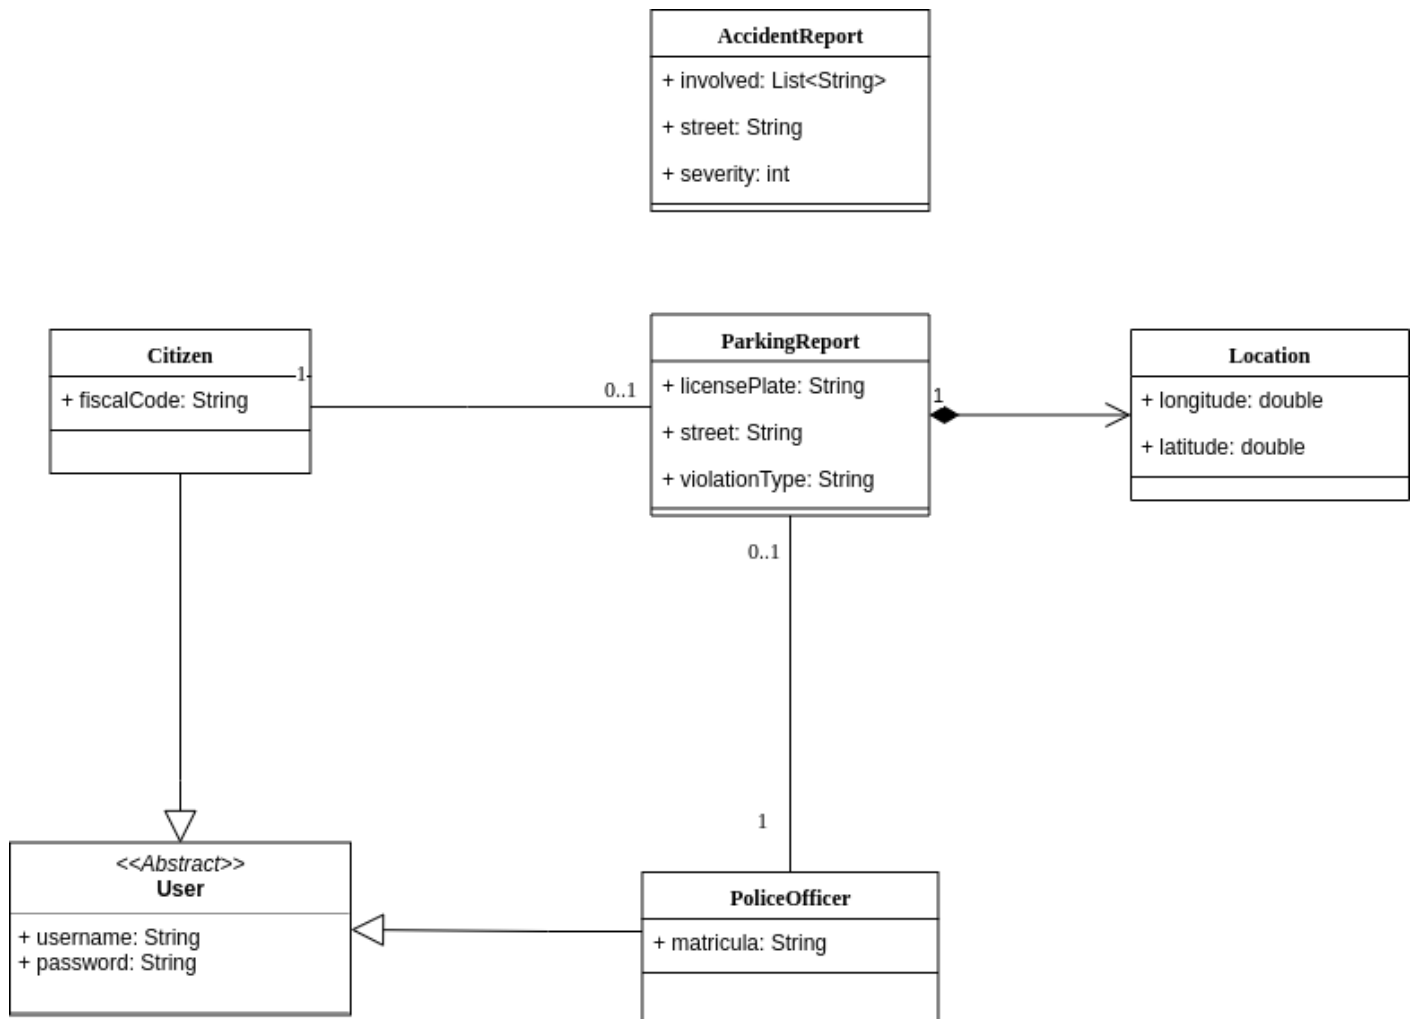 AccidentReport
+ involved: List<String>
+ street: String
+ severity: int
Citizen
1
+ fiscalCode: String
0..1
ParkingReport
+ licensePlate: String
+ street: String
+ violationType: String
1
Location
+ longitude: double
+ latitude: double
0..1
1
<<Abstract>>
User
+ username: String
+ password: String
PoliceOfficer
+ matricula: String